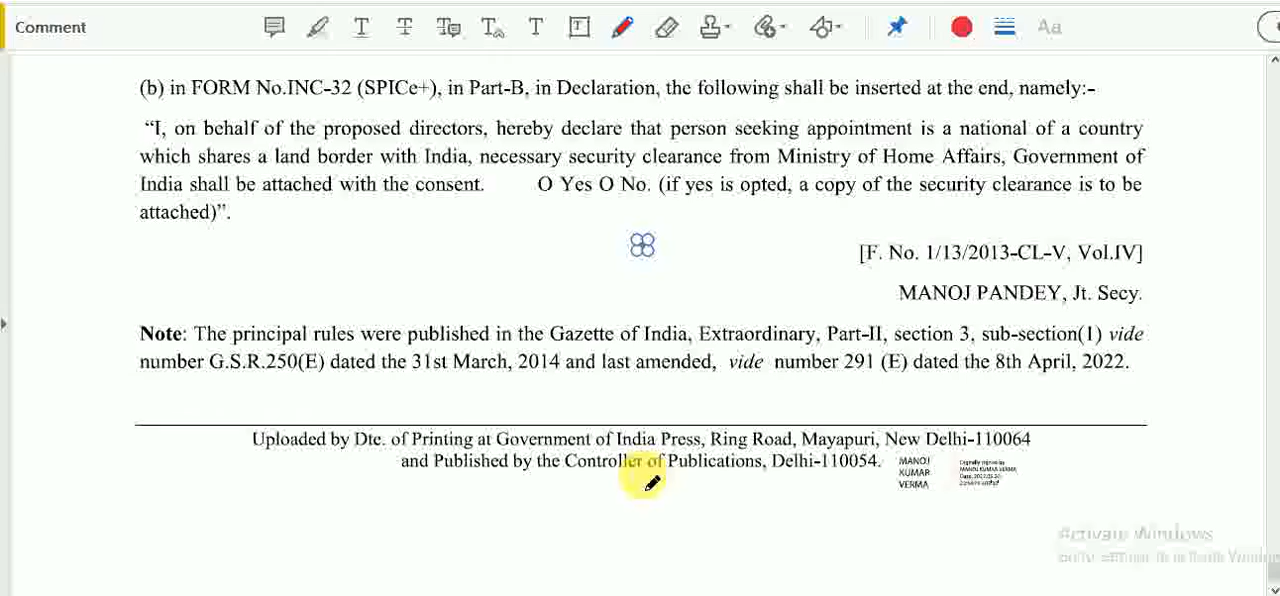 Comment
(b) in FORM No.INC-32 (SPICe+), in Part-B, in Declaration, the following shall be inserted at the end, namely:-
“I, on behalf of the proposed directors, hereby declare that person seeking appointment is a national of a country
which shares a land border with India, necessary security clearance from Ministry of Home Affairs, Government of
India shall be attached with the consent. O Yes O No. (if yes is opted, a copy of the security clearance is to be
attached)”.
[F. No. 1/13/2013-CL-V, Vol.IV]
MANOJ PANDEY, Jt. Secy.
Note: The principal rules were published in the Gazette of India, Extraordinary, Part-II, section 3, sub-section(1) vide
number G.S.R.250(E) dated the 31st March, 2014 and last amended, vide number 291 (E) dated the 8th April, 2022.
Uploaded by Dte. of Printing at Government of India Press, Ring Road, Mayapuri, New Delhi-110064
and Published by the Controller of Publications, Delhi-110054.
MANOJ
KUMAR
VERMA
Digitally signed by
MANOJ KUMAR VERMA
Activate Windows